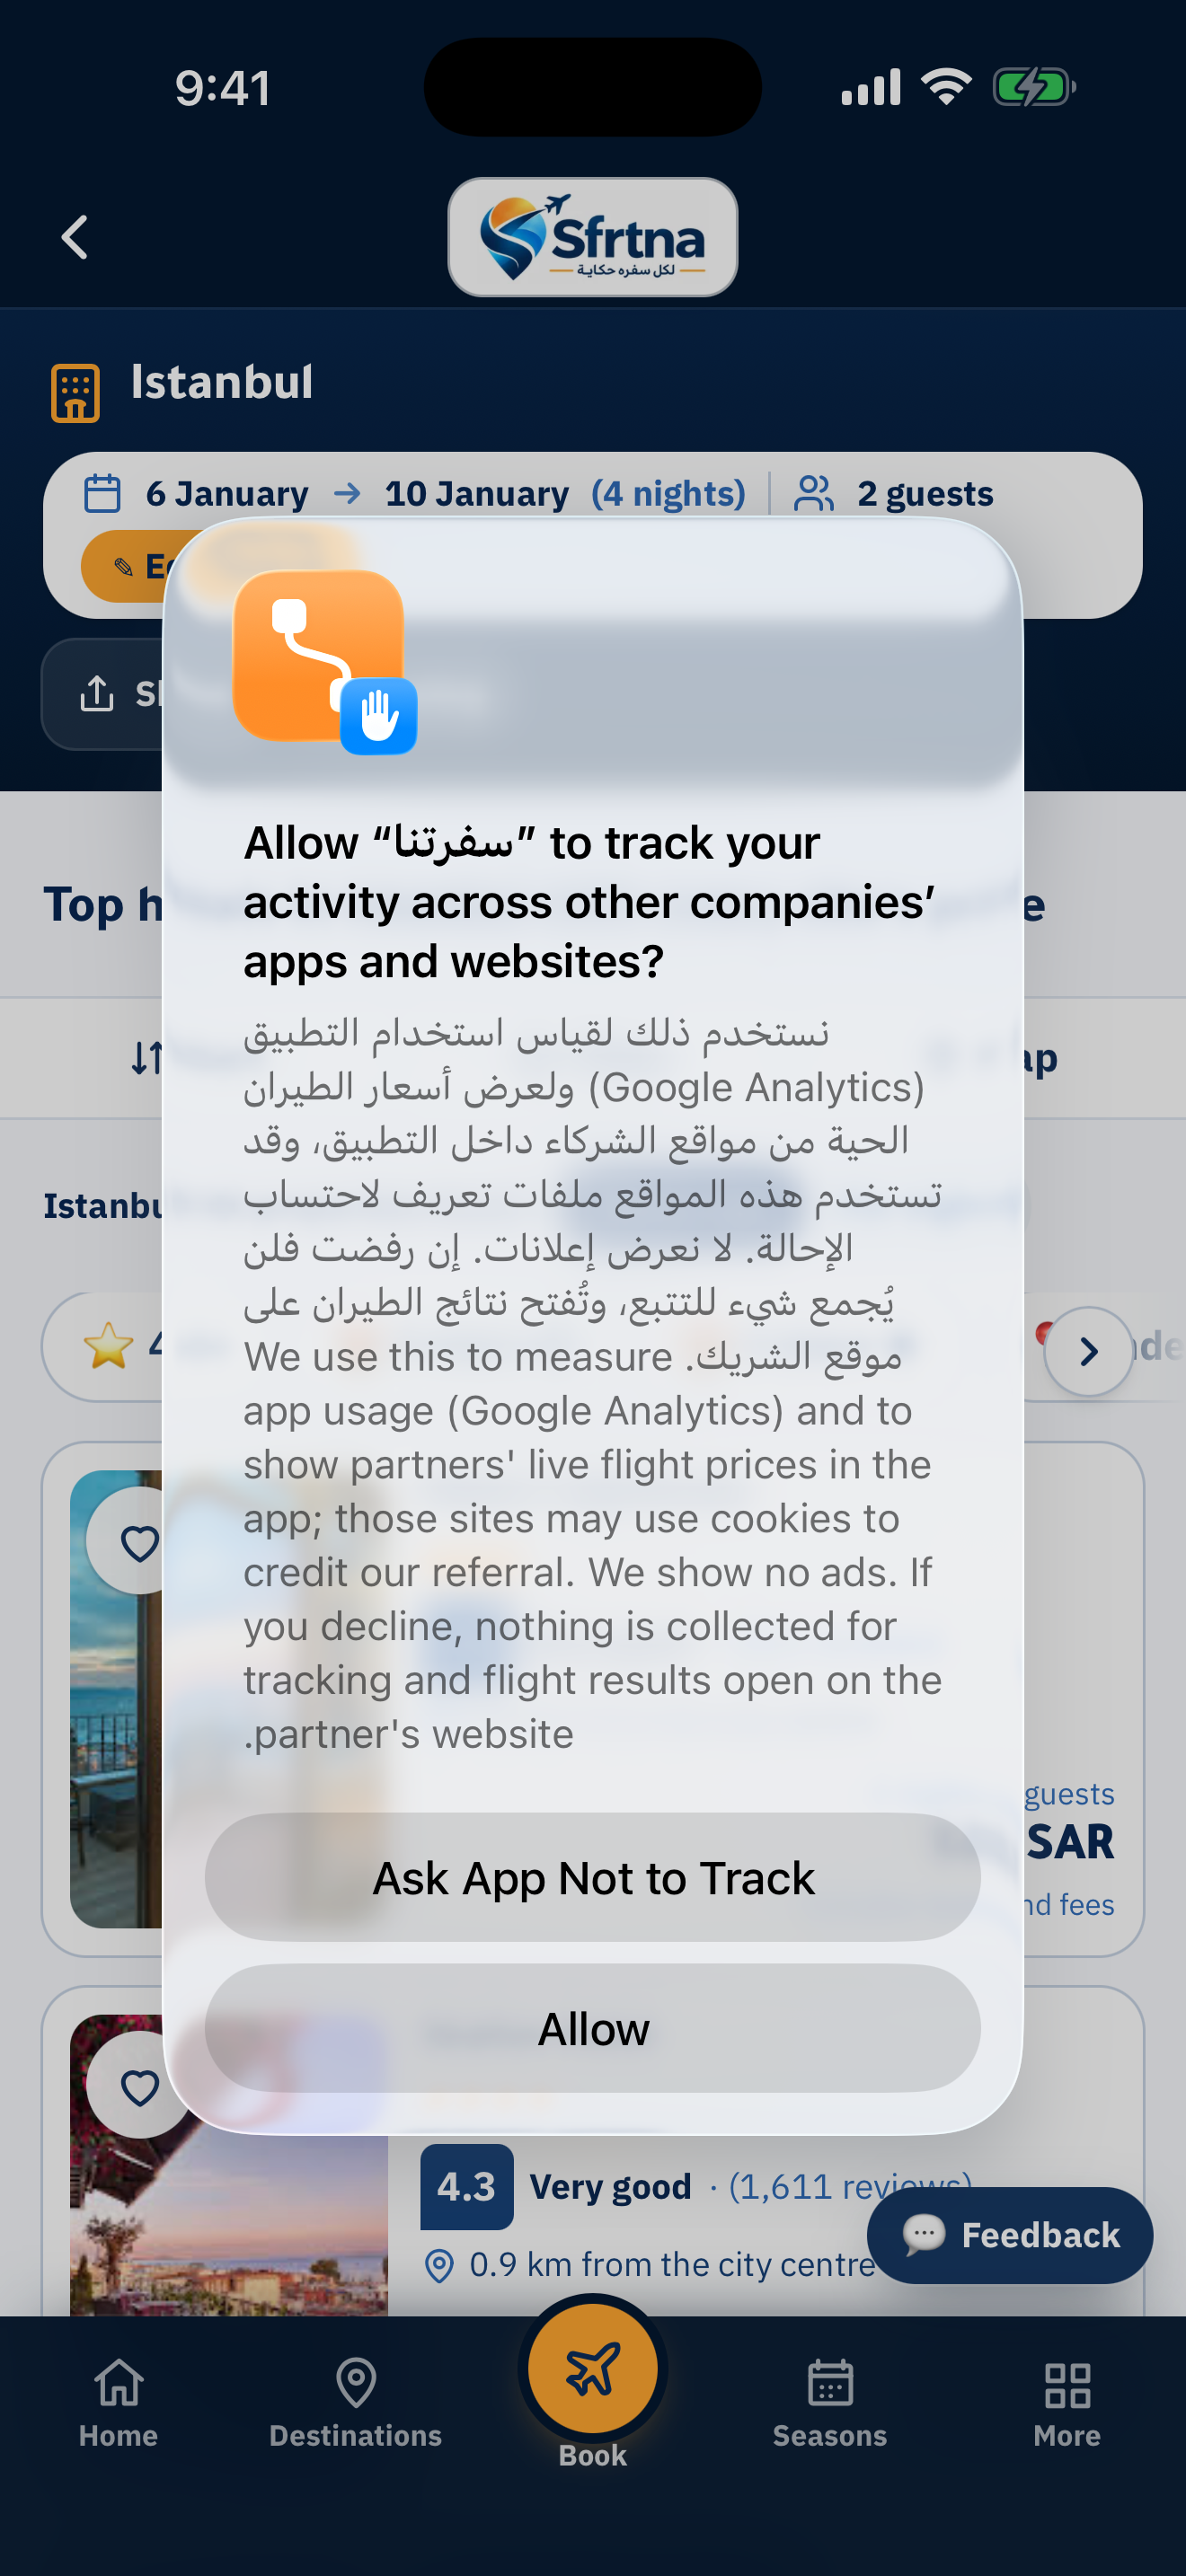 9:41
Sfrtna
لكل سفره حكاية
Istanbul
6 January → 10 January (4 nights) 2 guests
Top
Allow “سفرتنا” to track your
activity across other companies’
apps and websites?
نستخدم ذلك لقياس استخدام التطبيق
(Google Analytics) ولعرض أسعار الطيران
الحية من مواقع الشركاء داخل التطبيق، وقد
تستخدم هذه المواقع ملفات تعريف لاحتساب
الإحالة. لا نعرض إعلانات. إن رفضت فلن
يُجمع شيء للتتبع، وتُفتح نتائج الطيران على
موقع الشريك. We use this to measure
app usage (Google Analytics) and to
show partners' live flight prices in the
app; those sites may use cookies to
credit our referral. We show no ads. If
you decline, nothing is collected for
tracking and flight results open on the
partner's website.
Ask App Not to Track
Allow
guests
SAR
fees
4.3 Very good · (1,611 reviews)
0.9 km from the city centre
Feedback
Home
Destinations
Book
Seasons
More